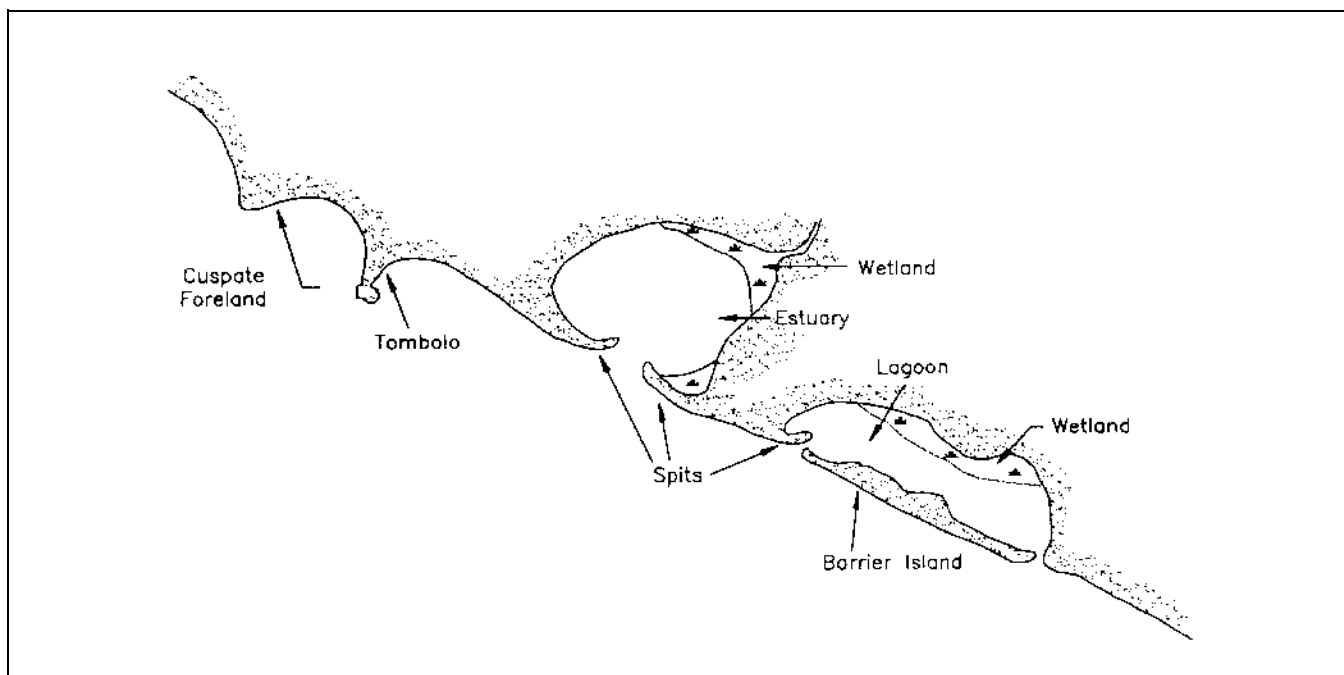 Cuspate
Foreland
Tombolo
Wetland
Estuary
Lagoon
Wetland
Spits
Barrier Island